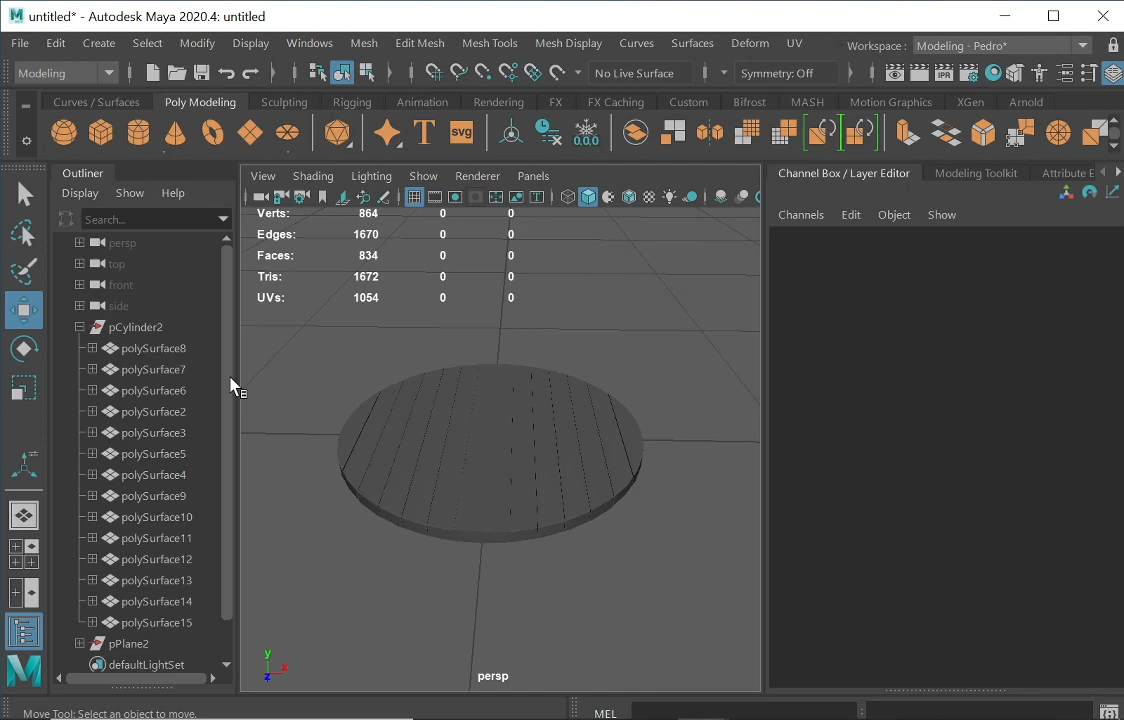 untitled* - Autodesk Maya 2020.4: untitled
File Edit Create Select Modify Display Windows Mesh Edit Mesh Mesh Tools Mesh Display Curves Surfaces Deform UV Workspace : Modeling - Pedro*
Modeling No Live Surface Symmetry: Off IPR
Curves / Surfaces Poly Modeling Sculpting Rigging Animation Rendering FX FX Caching Custom Bifrost MASH Motion Graphics XGen Arnold
T SVG 0,0,0
Outliner
Display Show Help
Search...
persp
top
front
side
pCylinder2
polySurface8
polySurface7
polySurface6
polySurface2
polySurface3
polySurface5
polySurface4
polySurface9
polySurface10
polySurface11
polySurface12
polySurface13
polySurface14
polySurface15
pPlane2
defaultLightSet
View Shading Lighting Show Renderer Panels
Verts: 864 0 0
Edges: 1670 0 0
Faces: 834 0 0
Tris: 1672 0 0
UVs: 1054 0 0
y
x
z
persp
Channel Box / Layer Editor Modeling Toolkit Attribute E
Channels Edit Object Show
Move Tool: Select an object to move. MEL